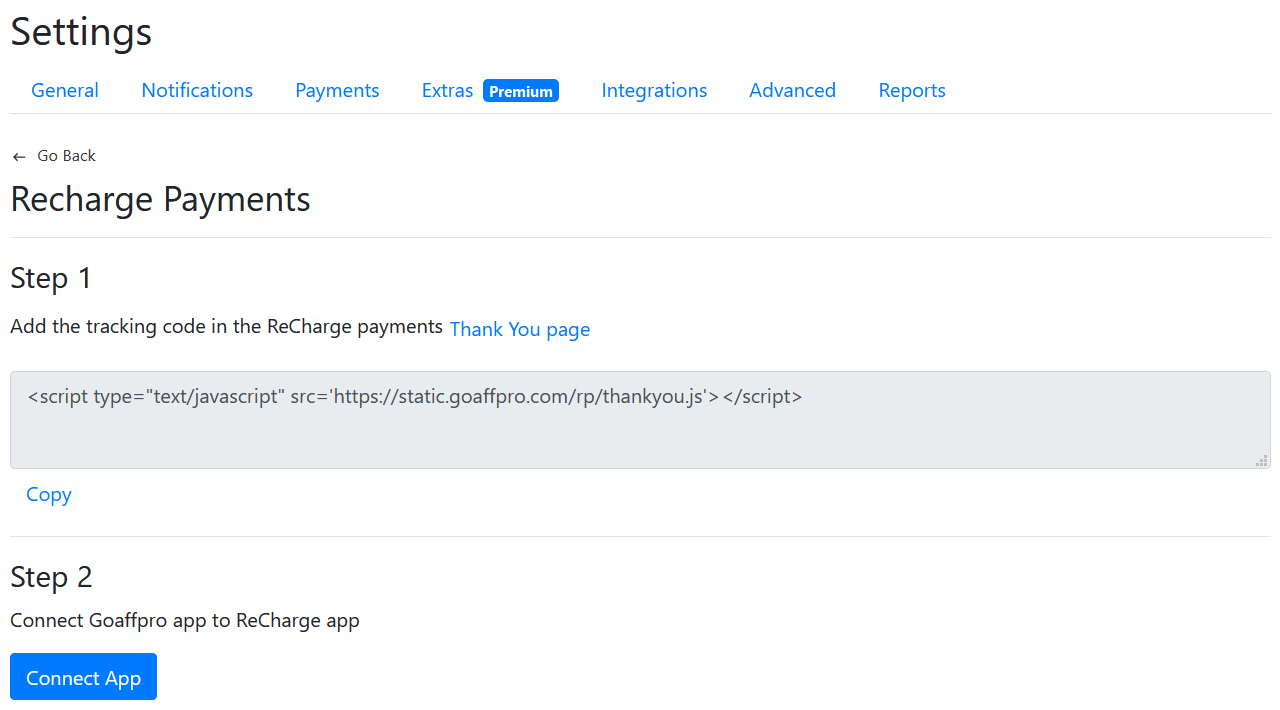 Settings
General Notifications Payments Extras Premium Integrations Advanced Reports
← Go Back
Recharge Payments
Step 1
Add the tracking code in the ReCharge payments Thank You page
<script type="text/javascript" src='https://static.goaffpro.com/rp/thankyou.js'></script>
Copy
Step 2
Connect Goaffpro app to ReCharge app
Connect App